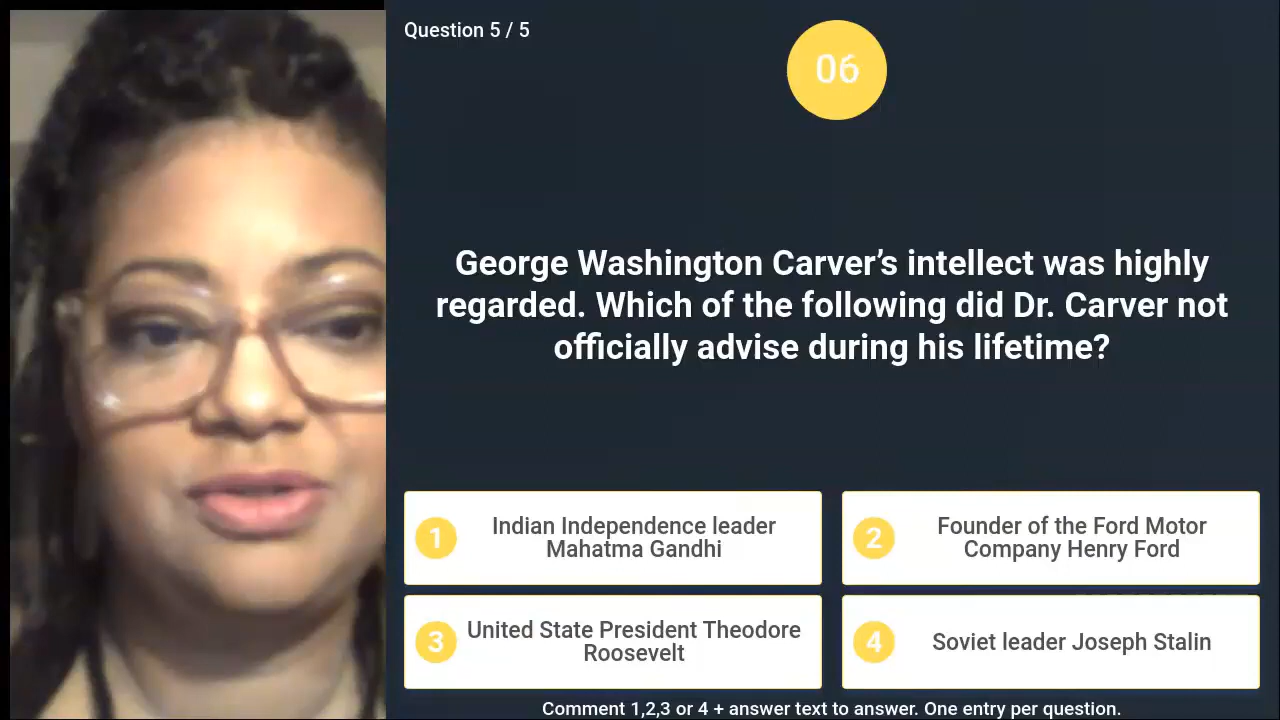 Question 5 / 5
06
George Washington Carver’s intellect was highly
regarded. Which of the following did Dr. Carver not
officially advise during his lifetime?
1
Indian Independence leader
Mahatma Gandhi
2
Founder of the Ford Motor
Company Henry Ford
3
United State President Theodore
Roosevelt
4
Soviet leader Joseph Stalin
Comment 1,2,3 or 4 + answer text to answer. One entry per question.